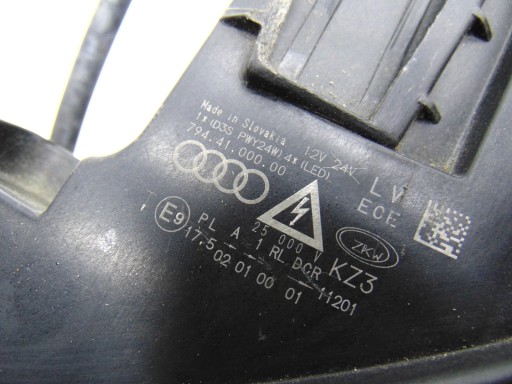 Made in Slovakia
1x(D3S PWY24W)4x(LED)
12V 24V
794.41.000.00
LV
ECE
25 000 V
ZKW
KZ3
E9
PL A 1 RL DCR
17.5 02 01 00 01 11201